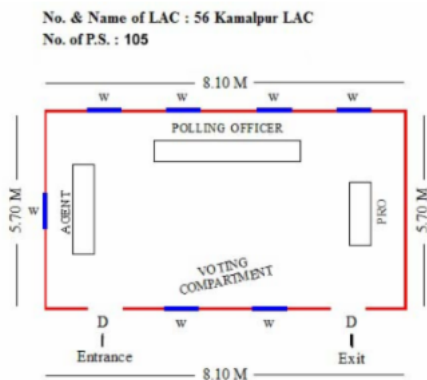 No. & Name of LAC : 56 Kamalpur LAC
No. of P.S. : 105
8.10 M
W W W W
POLLING OFFICER
5.70 M
W
AGENT
PRO
5.70 M
VOTING
COMPARTMENT
D W W D
Entrance Exit
8.10 M